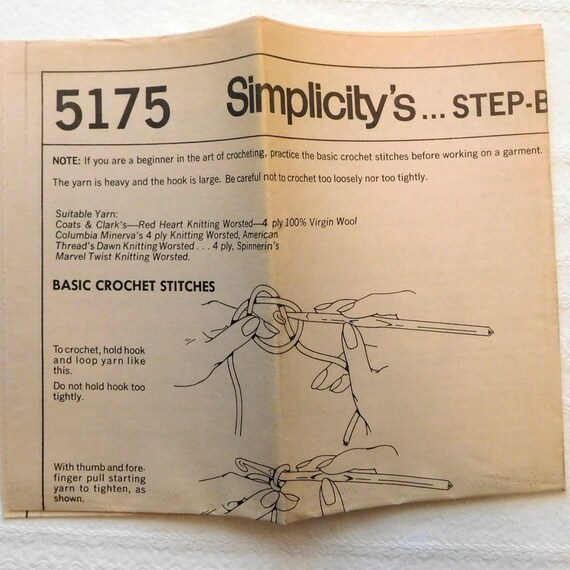 5175 Simplicity's... STEP-B
NOTE: If you are a beginner in the art of crocheting, practice the basic crochet stitches before working on a garment.
The yarn is heavy and the hook is large. Be careful not to crochet too loosely nor too tightly.
Suitable Yarn:
Coats & Clark's—Red Heart Knitting Worsted—4 ply 100% Virgin Wool
Columbia Minerva's 4 ply Knitting Worsted, American
Thread's Dawn Knitting Worsted . . . 4 ply, Spinnerin's
Marvel Twist Knitting Worsted.
BASIC CROCHET STITCHES
To crochet, hold hook
and loop yarn like
this.
Do not hold hook too
tightly.
With thumb and fore-
finger pull starting
yarn to tighten, as
shown.